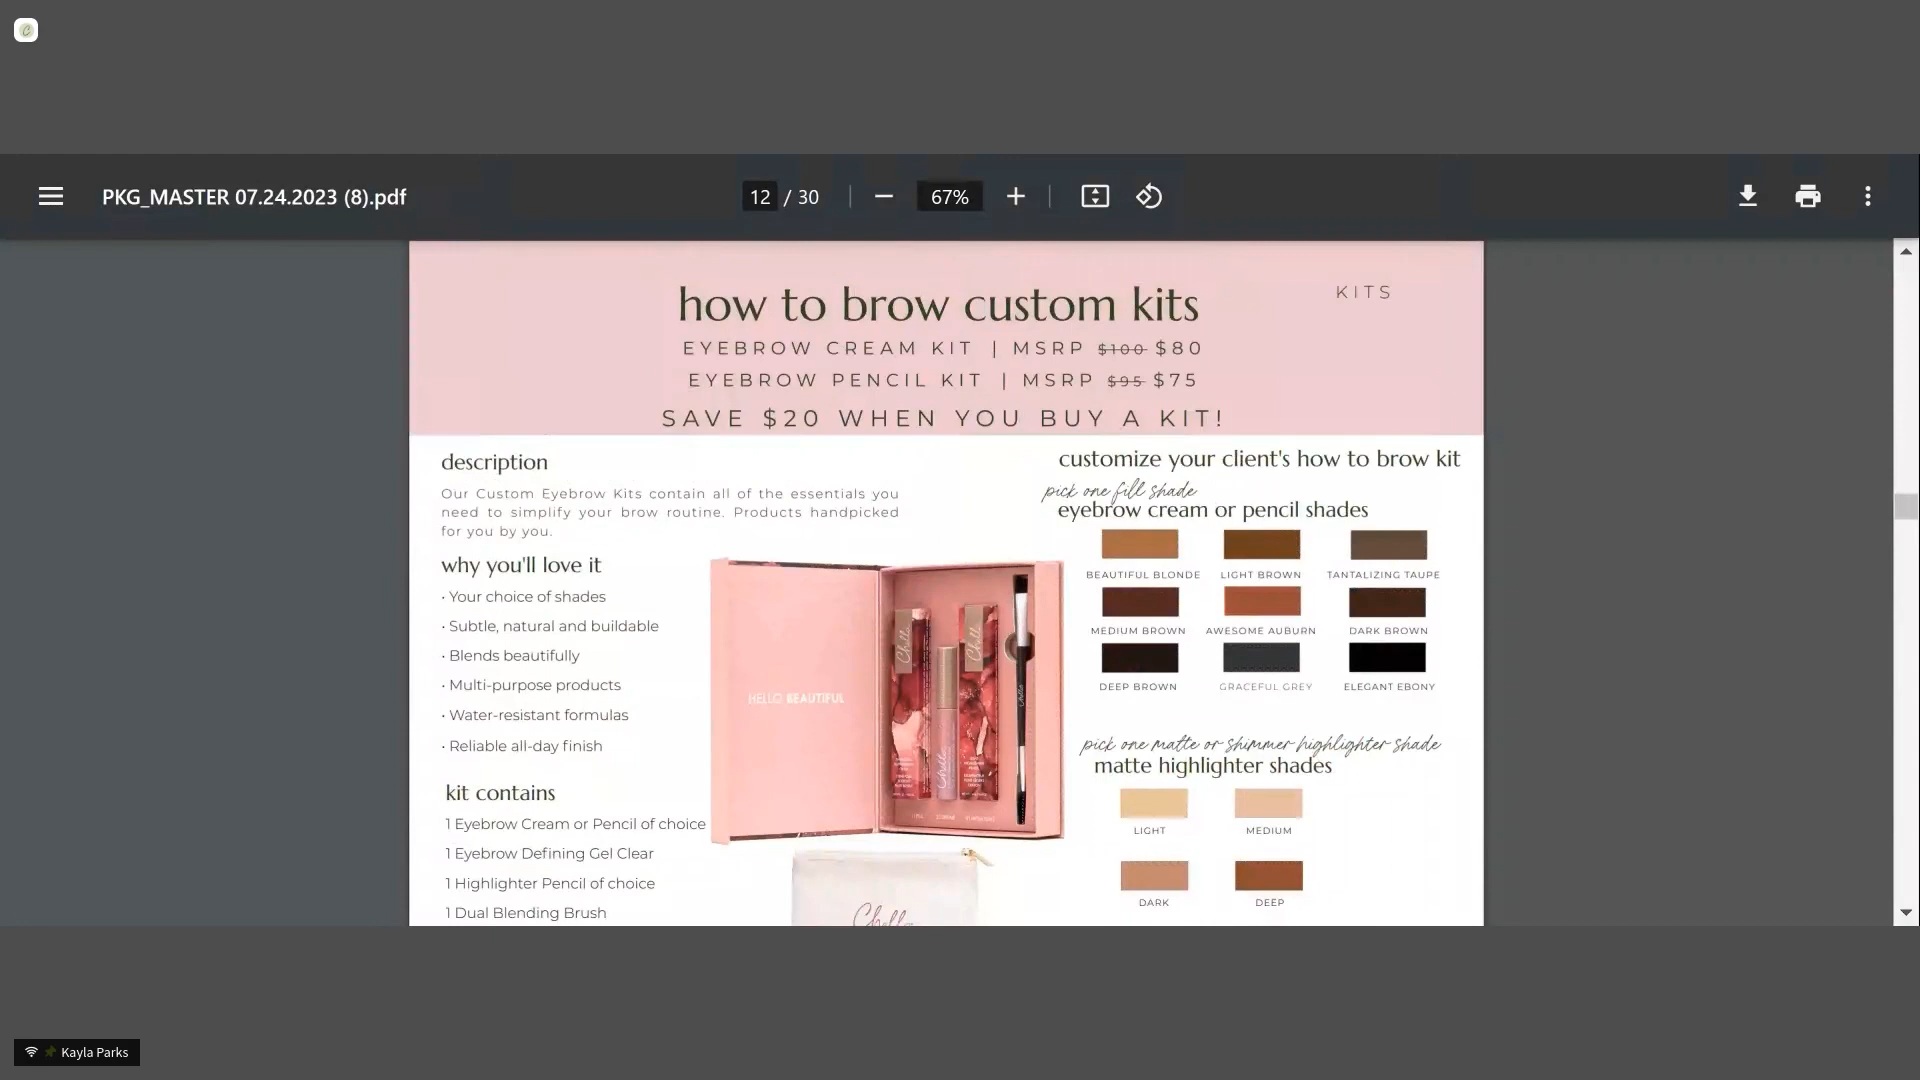 PKG_MASTER 07.24.2023 (8).pdf
12 / 30
67%
KITS
how to brow custom kits
EYEBROW CREAM KIT | MSRP $100 $80
EYEBROW PENCIL KIT | MSRP $95 $75
SAVE $20 WHEN YOU BUY A KIT!
description
Our Custom Eyebrow Kits contain all of the essentials you
need to simplify your brow routine. Products handpicked
for you by you.
why you'll love it
· Your choice of shades
· Subtle, natural and buildable
· Blends beautifully
· Multi-purpose products
· Water-resistant formulas
· Reliable all-day finish
kit contains
1 Eyebrow Cream or Pencil of choice
1 Eyebrow Defining Gel Clear
1 Highlighter Pencil of choice
1 Dual Blending Brush
HELLO BEAUTIFUL
Chella
Chella
Chella
Chella
Chella
customize your client's how to brow kit
pick one fill shade
eyebrow cream or pencil shades
BEAUTIFUL BLONDE LIGHT BROWN TANTALIZING TAUPE
MEDIUM BROWN AWESOME AUBURN DARK BROWN
DEEP BROWN GRACEFUL GREY ELEGANT EBONY
pick one matte or shimmer highlighter shade
matte highlighter shades
LIGHT MEDIUM
DARK DEEP
Kayla Parks